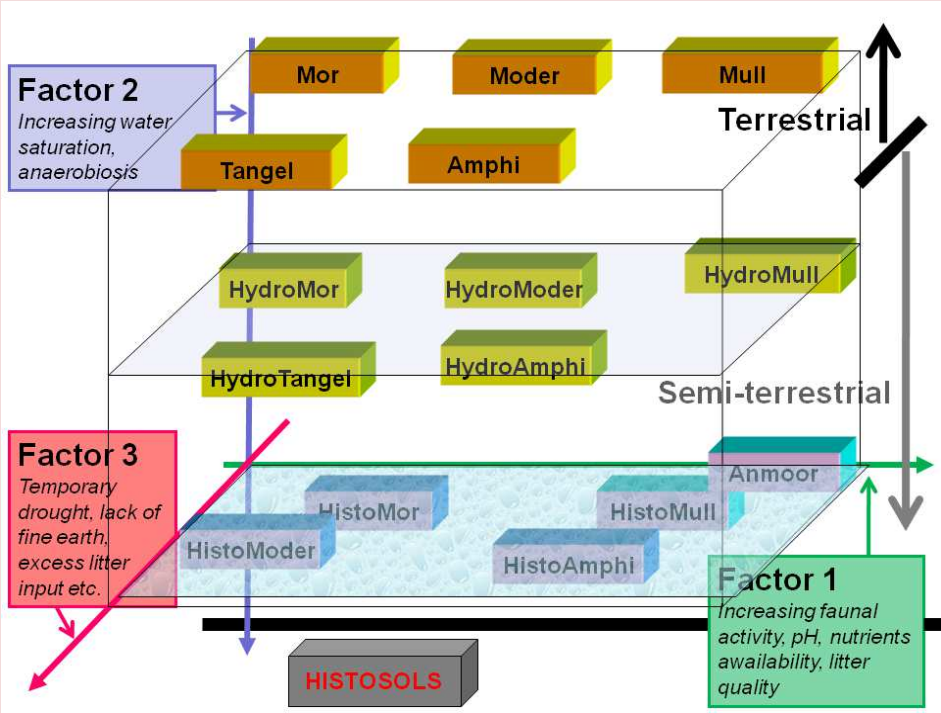 Mor
Moder
Mull
Factor 2
Increasing water
saturation,
anaerobiosis
Terrestrial
Tangel
Amphi
HydroMor
HydroModer
HydroMull
HydroTangel
HydroAmphi
Semi-terrestrial
Factor 3
Temporary
drought, lack of
fine earth,
excess litter
input etc.
Anmoor
HistoMor
HistoMull
HistoModer
HistoAmphi
Factor 1
Increasing faunal
activity, pH, nutrients
awailability, litter
quality
HISTOSOLS